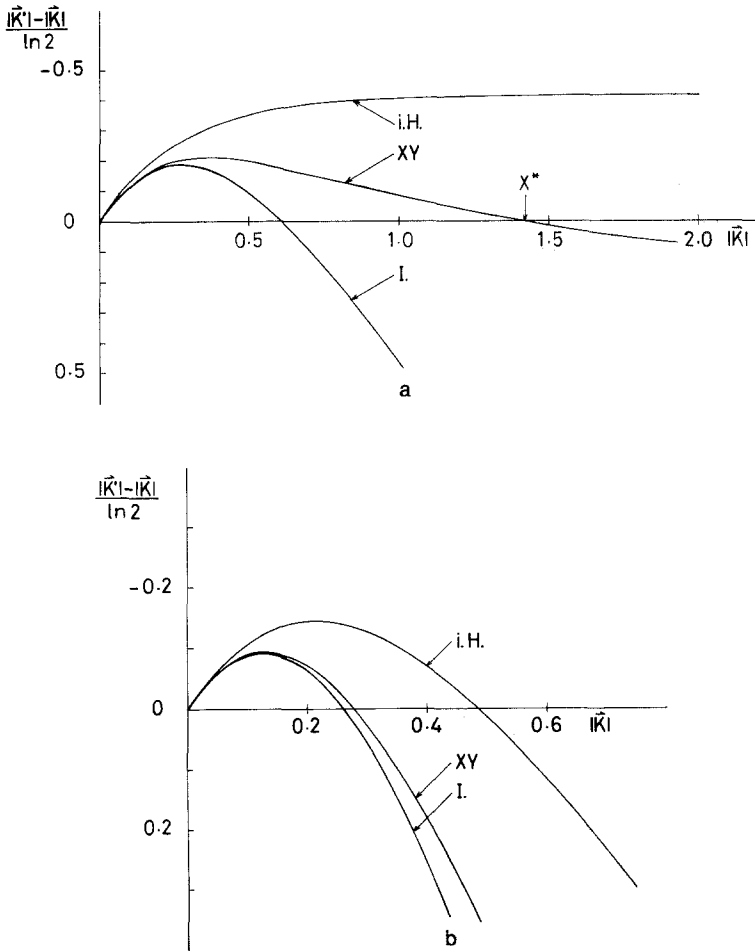 |K⃗'|-|K⃗|
ln 2
-0.5
i.H.
XY
X*
0
0.5
1.0
1.5
2.0
|K⃗|
I.
0.5
a
|K⃗'|-|K⃗|
ln 2
-0.2
i.H.
0
0.2
0.4
0.6
|K⃗|
XY
I.
0.2
b